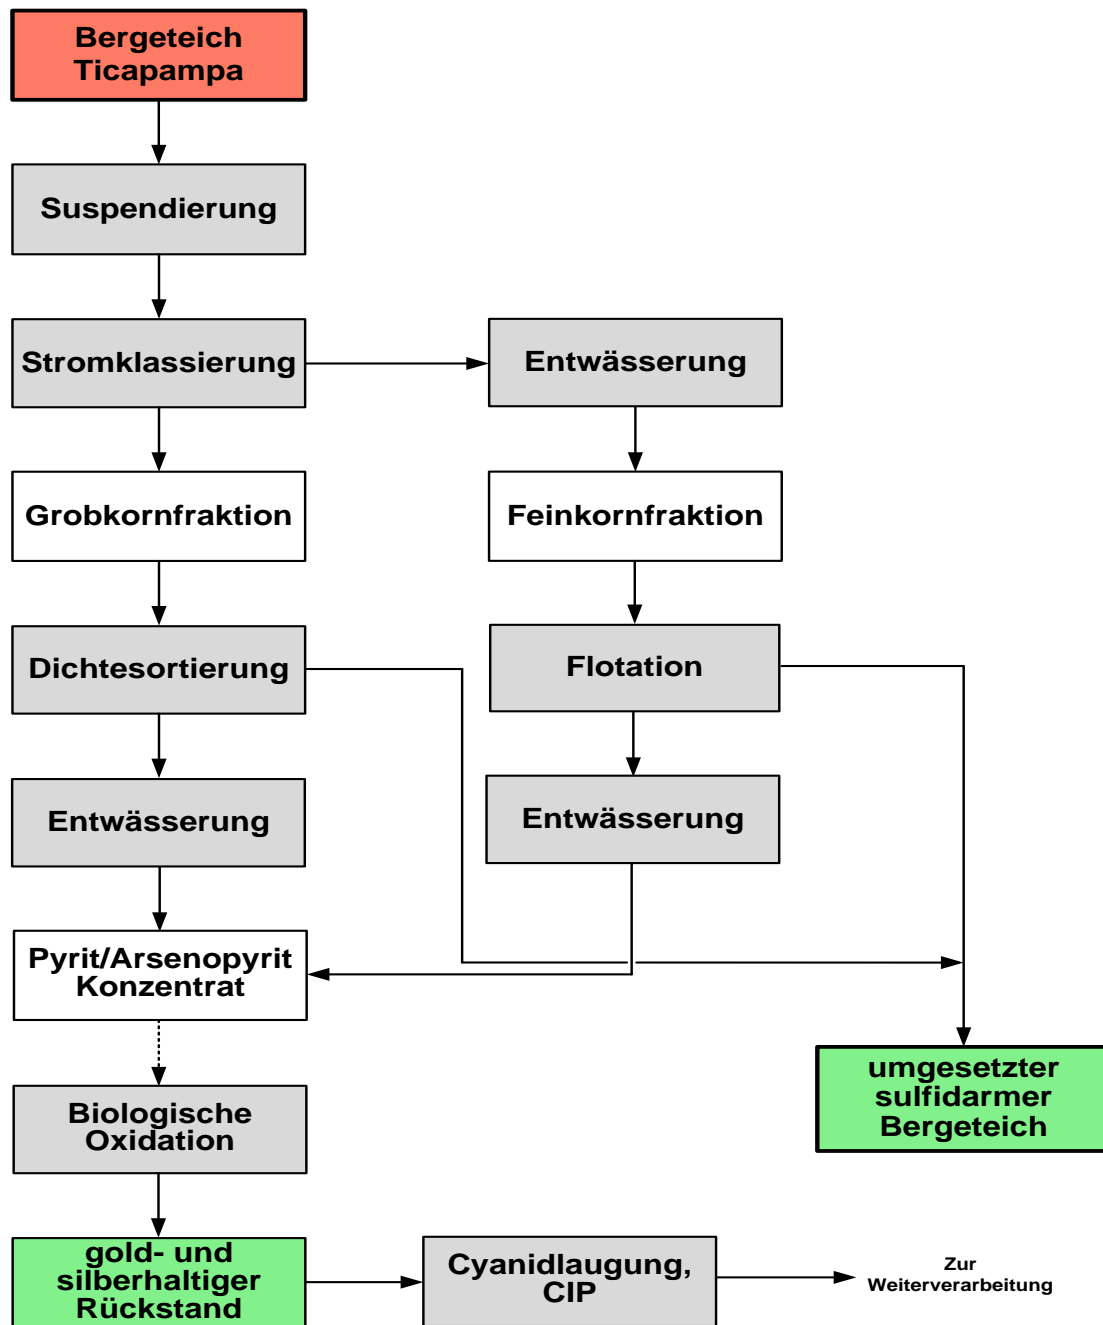 Bergeteich
Ticapampa
Suspendierung
Stromklassierung
Entwässerung
Grobkornfraktion
Feinkornfraktion
Dichtesortierung
Flotation
Entwässerung
Entwässerung
Pyrit/Arsenopyrit
Konzentrat
umgesetzter
sulfidarmer
Bergeteich
Biologische
Oxidation
gold- und
silberhaltiger
Rückstand
Cyanidlaugung,
CIP
Zur
Weiterverarbeitung